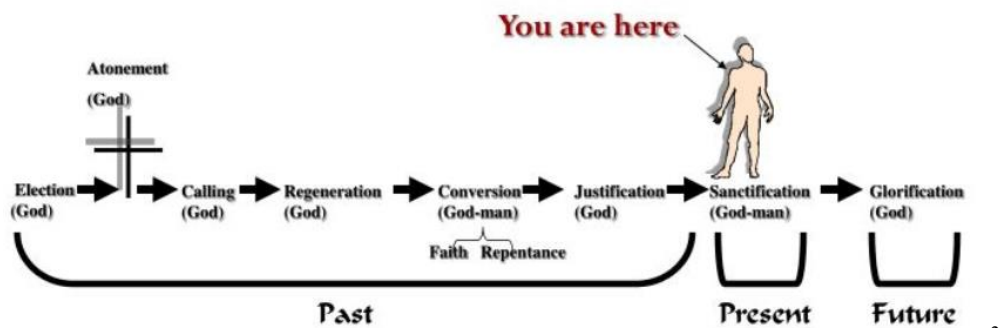 You are here
Atonement
(God)
Election
(God)
Calling
(God)
Regeneration
(God)
Conversion
(God-man)
Faith Repentance
Justification
(God)
Sanctification
(God-man)
Glorification
(God)
Past
Present
Future